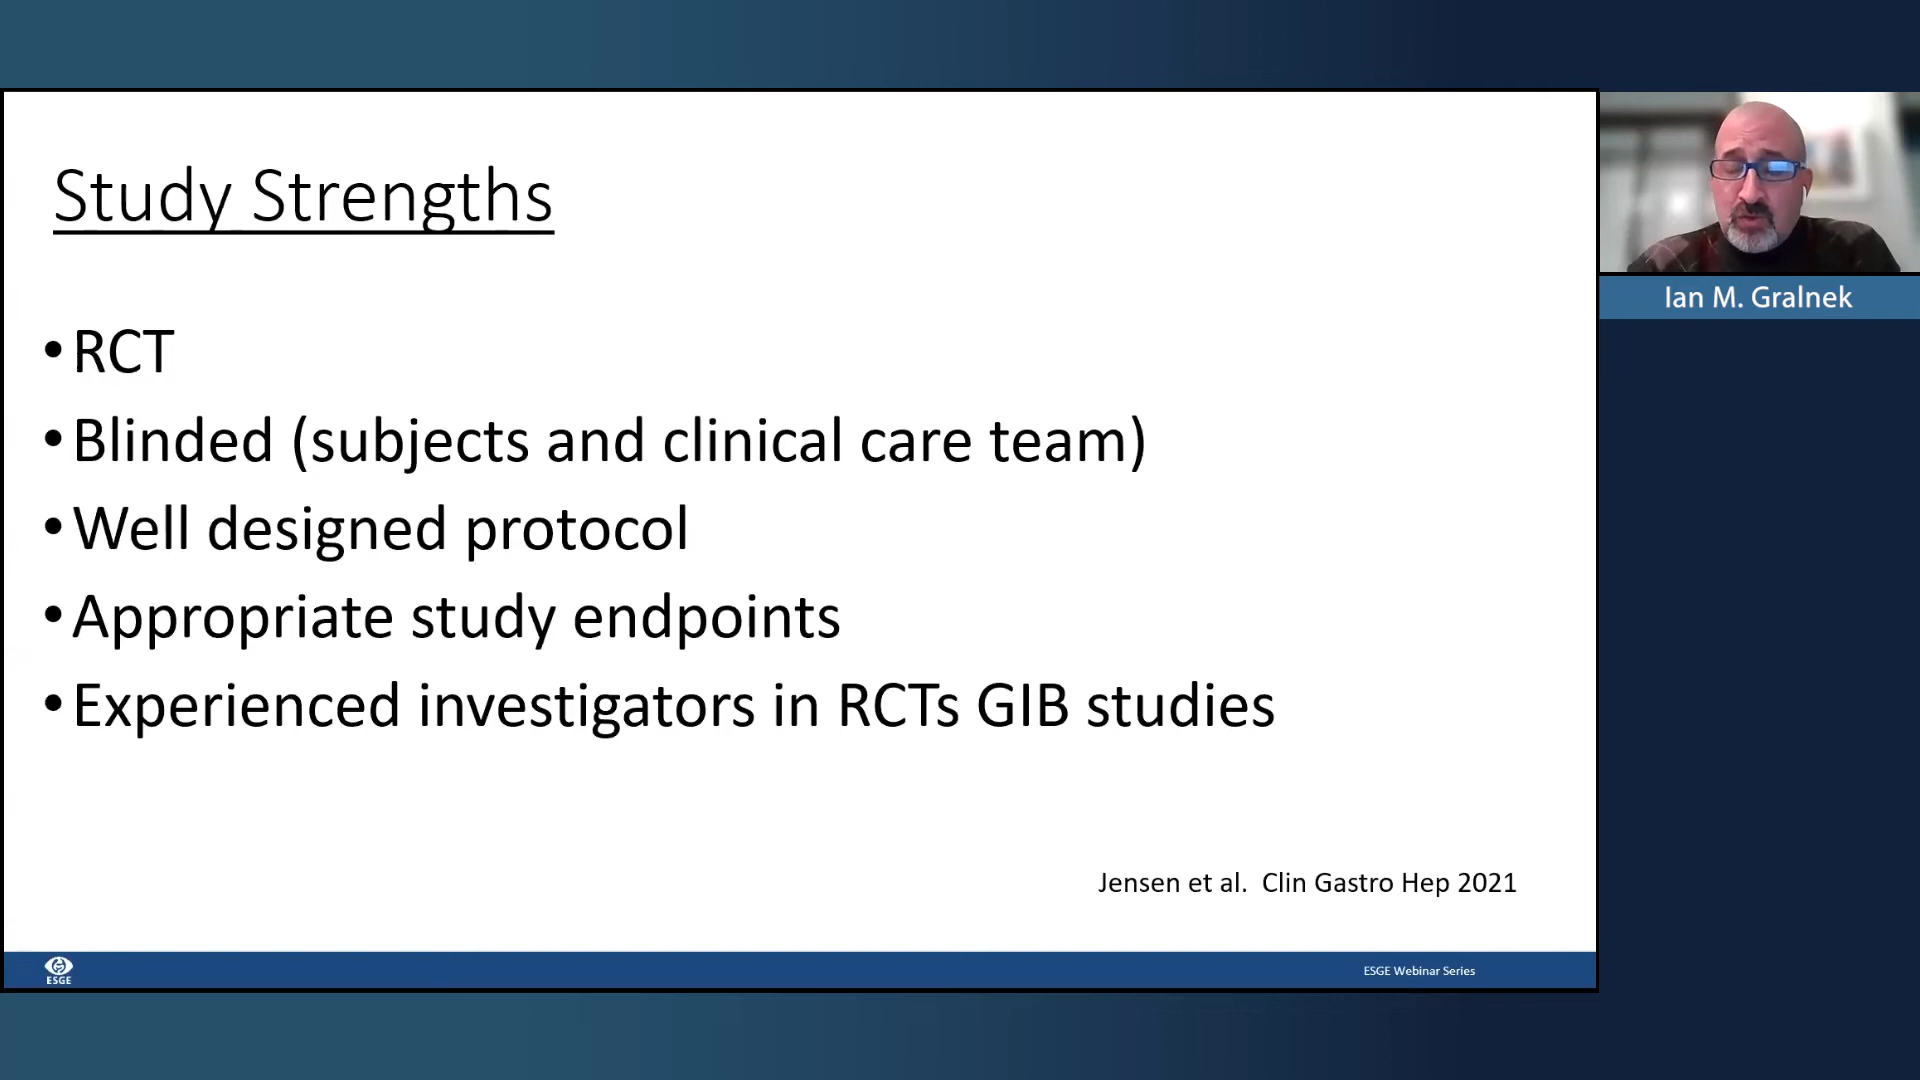 Study Strengths
• RCT
• Blinded (subjects and clinical care team)
• Well designed protocol
• Appropriate study endpoints
• Experienced investigators in RCTs GIB studies
Jensen et al. Clin Gastro Hep 2021
ESGE
ESGE Webinar Series
Ian M. Gralnek